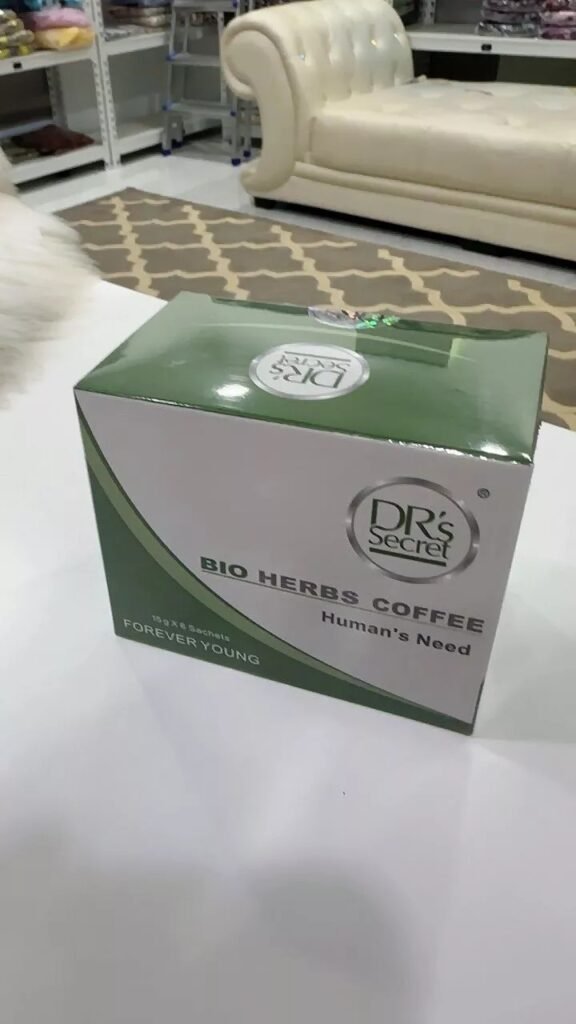 DR's
Secret
DR's
Secret
®
BIO HERBS COFFEE
Human's Need
15g X 6 Sachets
FOREVER YOUNG